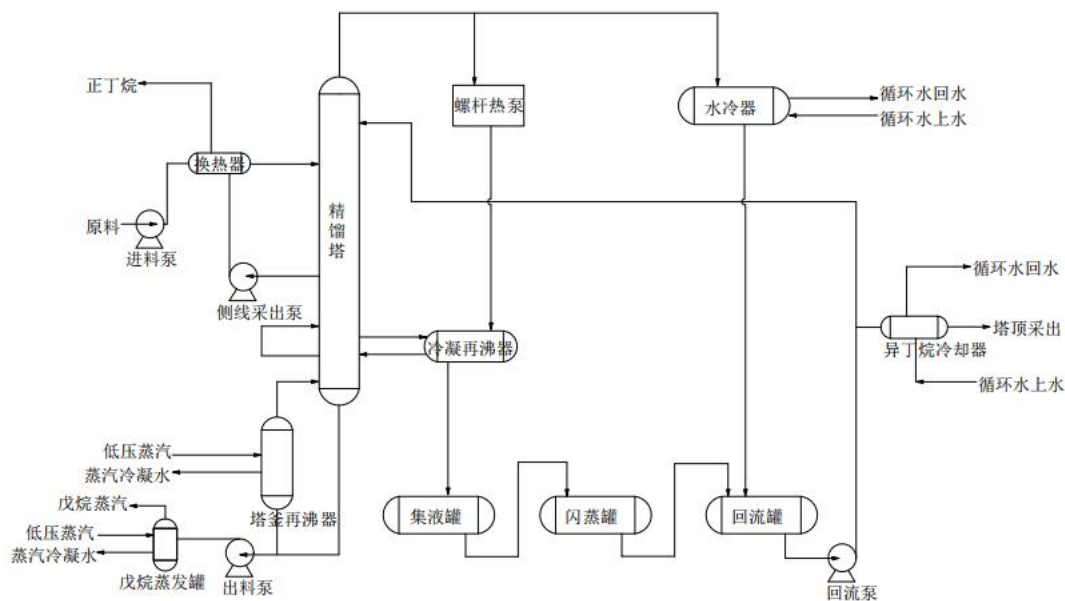 正丁烷
螺杆热泵
水冷器
循环水回水
循环水上水
换热器
精
馏
塔
原料
进料泵
侧线采出泵
循环水回水
塔顶采出
冷凝再沸器
异丁烷冷却器
循环水上水
低压蒸汽
蒸汽冷凝水
戊烷蒸汽
塔釜再沸器
集液罐
闪蒸罐
回流罐
低压蒸汽
蒸汽冷凝水
戊烷蒸发罐
出料泵
回流泵